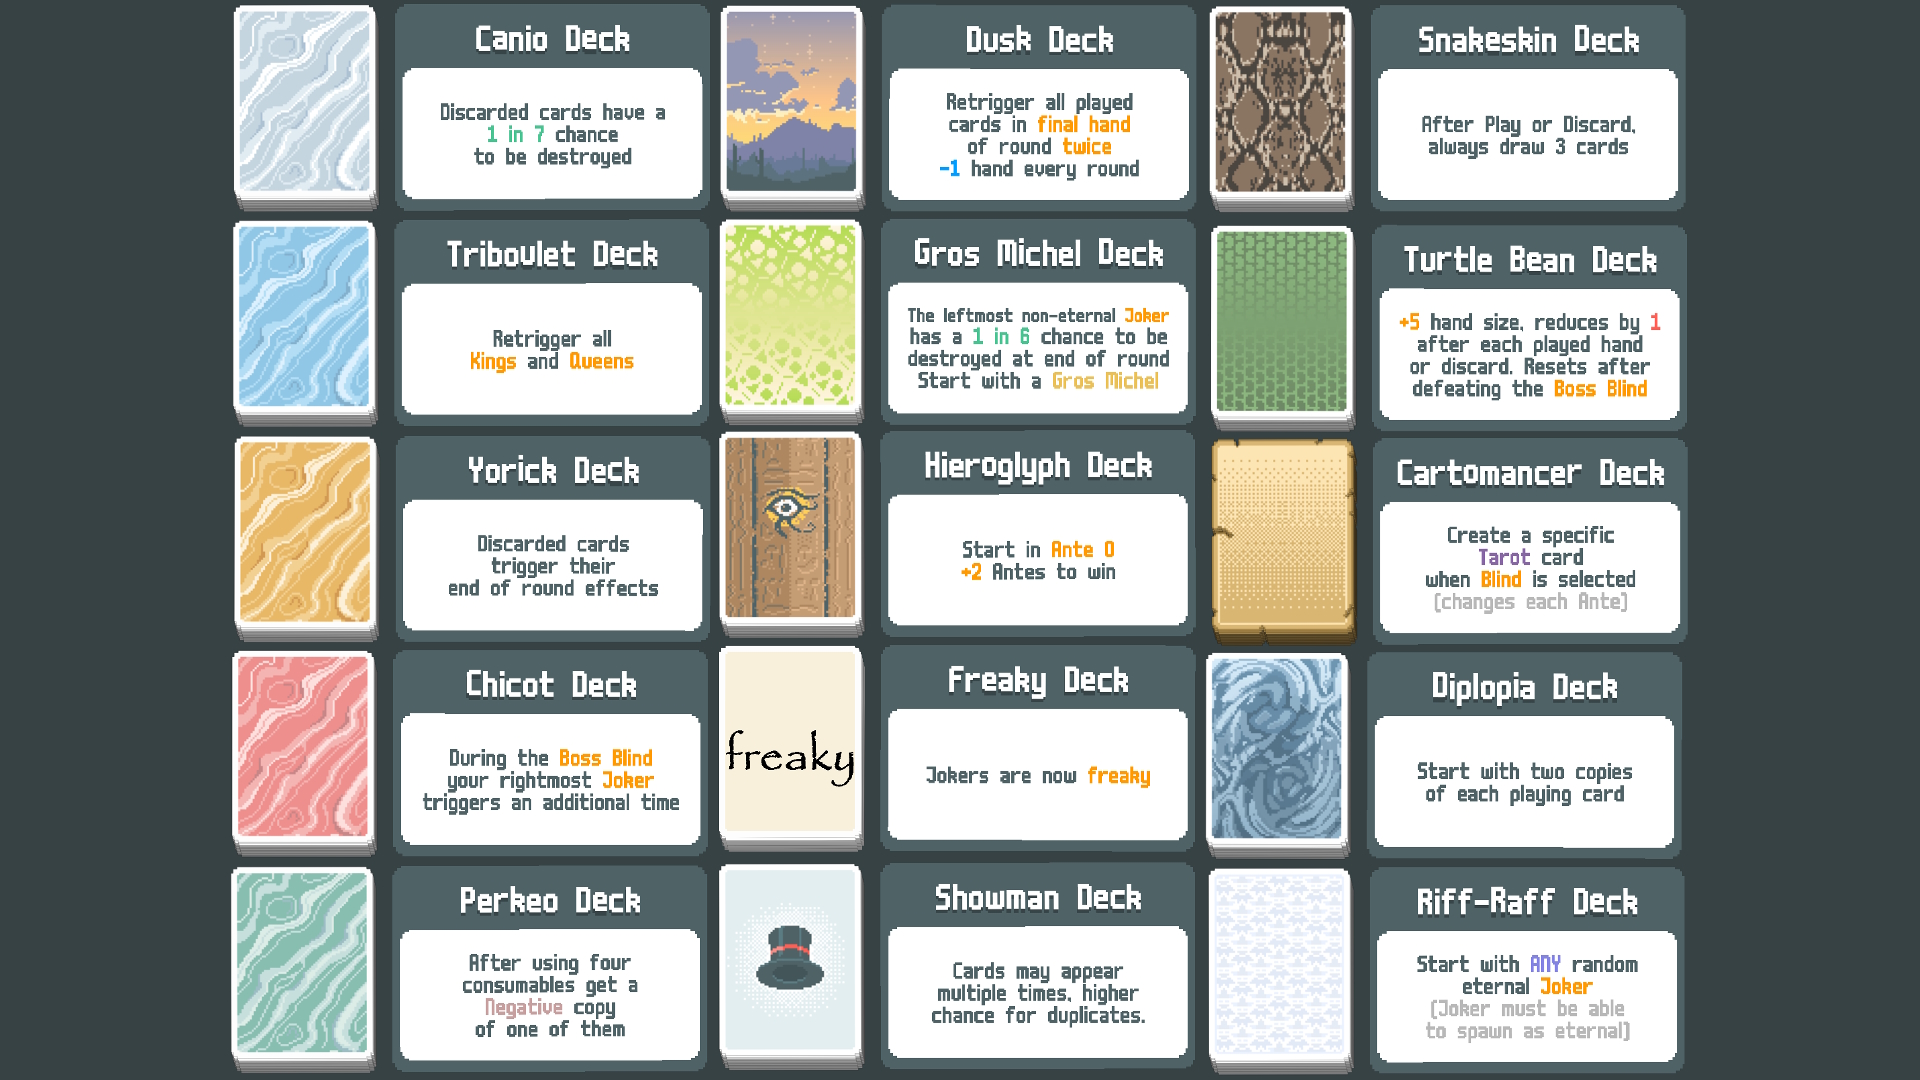 Canio Deck
Discarded cards have a
1 in 7 chance
to be destroyed
Dusk Deck
Retrigger all played
cards in final hand
of round twice
-1 hand every round
Snakeskin Deck
After Play or Discard,
always draw 3 cards
Triboulet Deck
Retrigger all
Kings and Queens
Gros Michel Deck
The leftmost non-eternal Joker
has a 1 in 6 chance to be
destroyed at end of round
Start with a Gros Michel
Turtle Bean Deck
+5 hand size, reduces by 1
after each played hand
or discard. Resets after
defeating the Boss Blind
Yorick Deck
Discarded cards
trigger their
end of round effects
Hieroglyph Deck
Start in Ante 0
+2 Antes to win
Cartomancer Deck
Create a specific
Tarot card
when Blind is selected
(changes each Ante)
Chicot Deck
During the Boss Blind
your rightmost Joker
triggers an additional time
freaky
Freaky Deck
Jokers are now freaky
Diplopia Deck
Start with two copies
of each playing card
Perkeo Deck
After using four
consumables get a
Negative copy
of one of them
Showman Deck
Cards may appear
multiple times, higher
chance for duplicates.
Riff-Raff Deck
Start with ANY random
eternal Joker
(Joker must be able
to spawn as eternal)